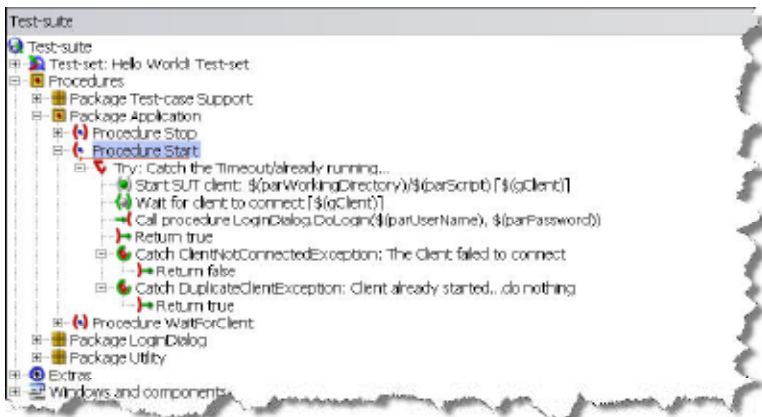 Test-suite
Test-suite
Test-set: Hello World! Test-set
Procedures
Package Test-case Support
Package Application
Procedure Stop
Procedure Start
Try: Catch the Timeout/already running...
Start SUT client: $(parWorkingDirectory)/$(parScript) [$(gClient)]
Wait for client to connect [$(gClient)]
Call procedure LoginDialog.DoLogin($(parUserName), $(parPassword))
Return true
Catch ClientNotConnectedException: The Client failed to connect
Return false
Catch DuplicateClientException: Client already started...do nothing
Return true
Procedure WaitForClient
Package LoginDialog
Package Utility
Extras
Windows and components